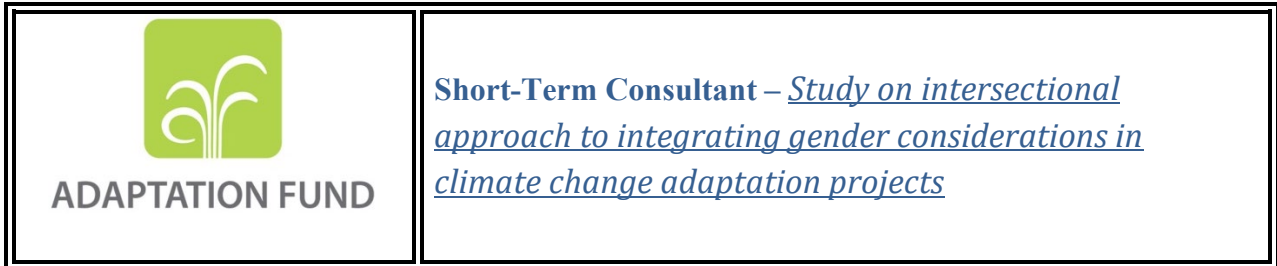 ADAPTATION FUND
Short-Term Consultant – Study on intersectional
approach to integrating gender considerations in
climate change adaptation projects